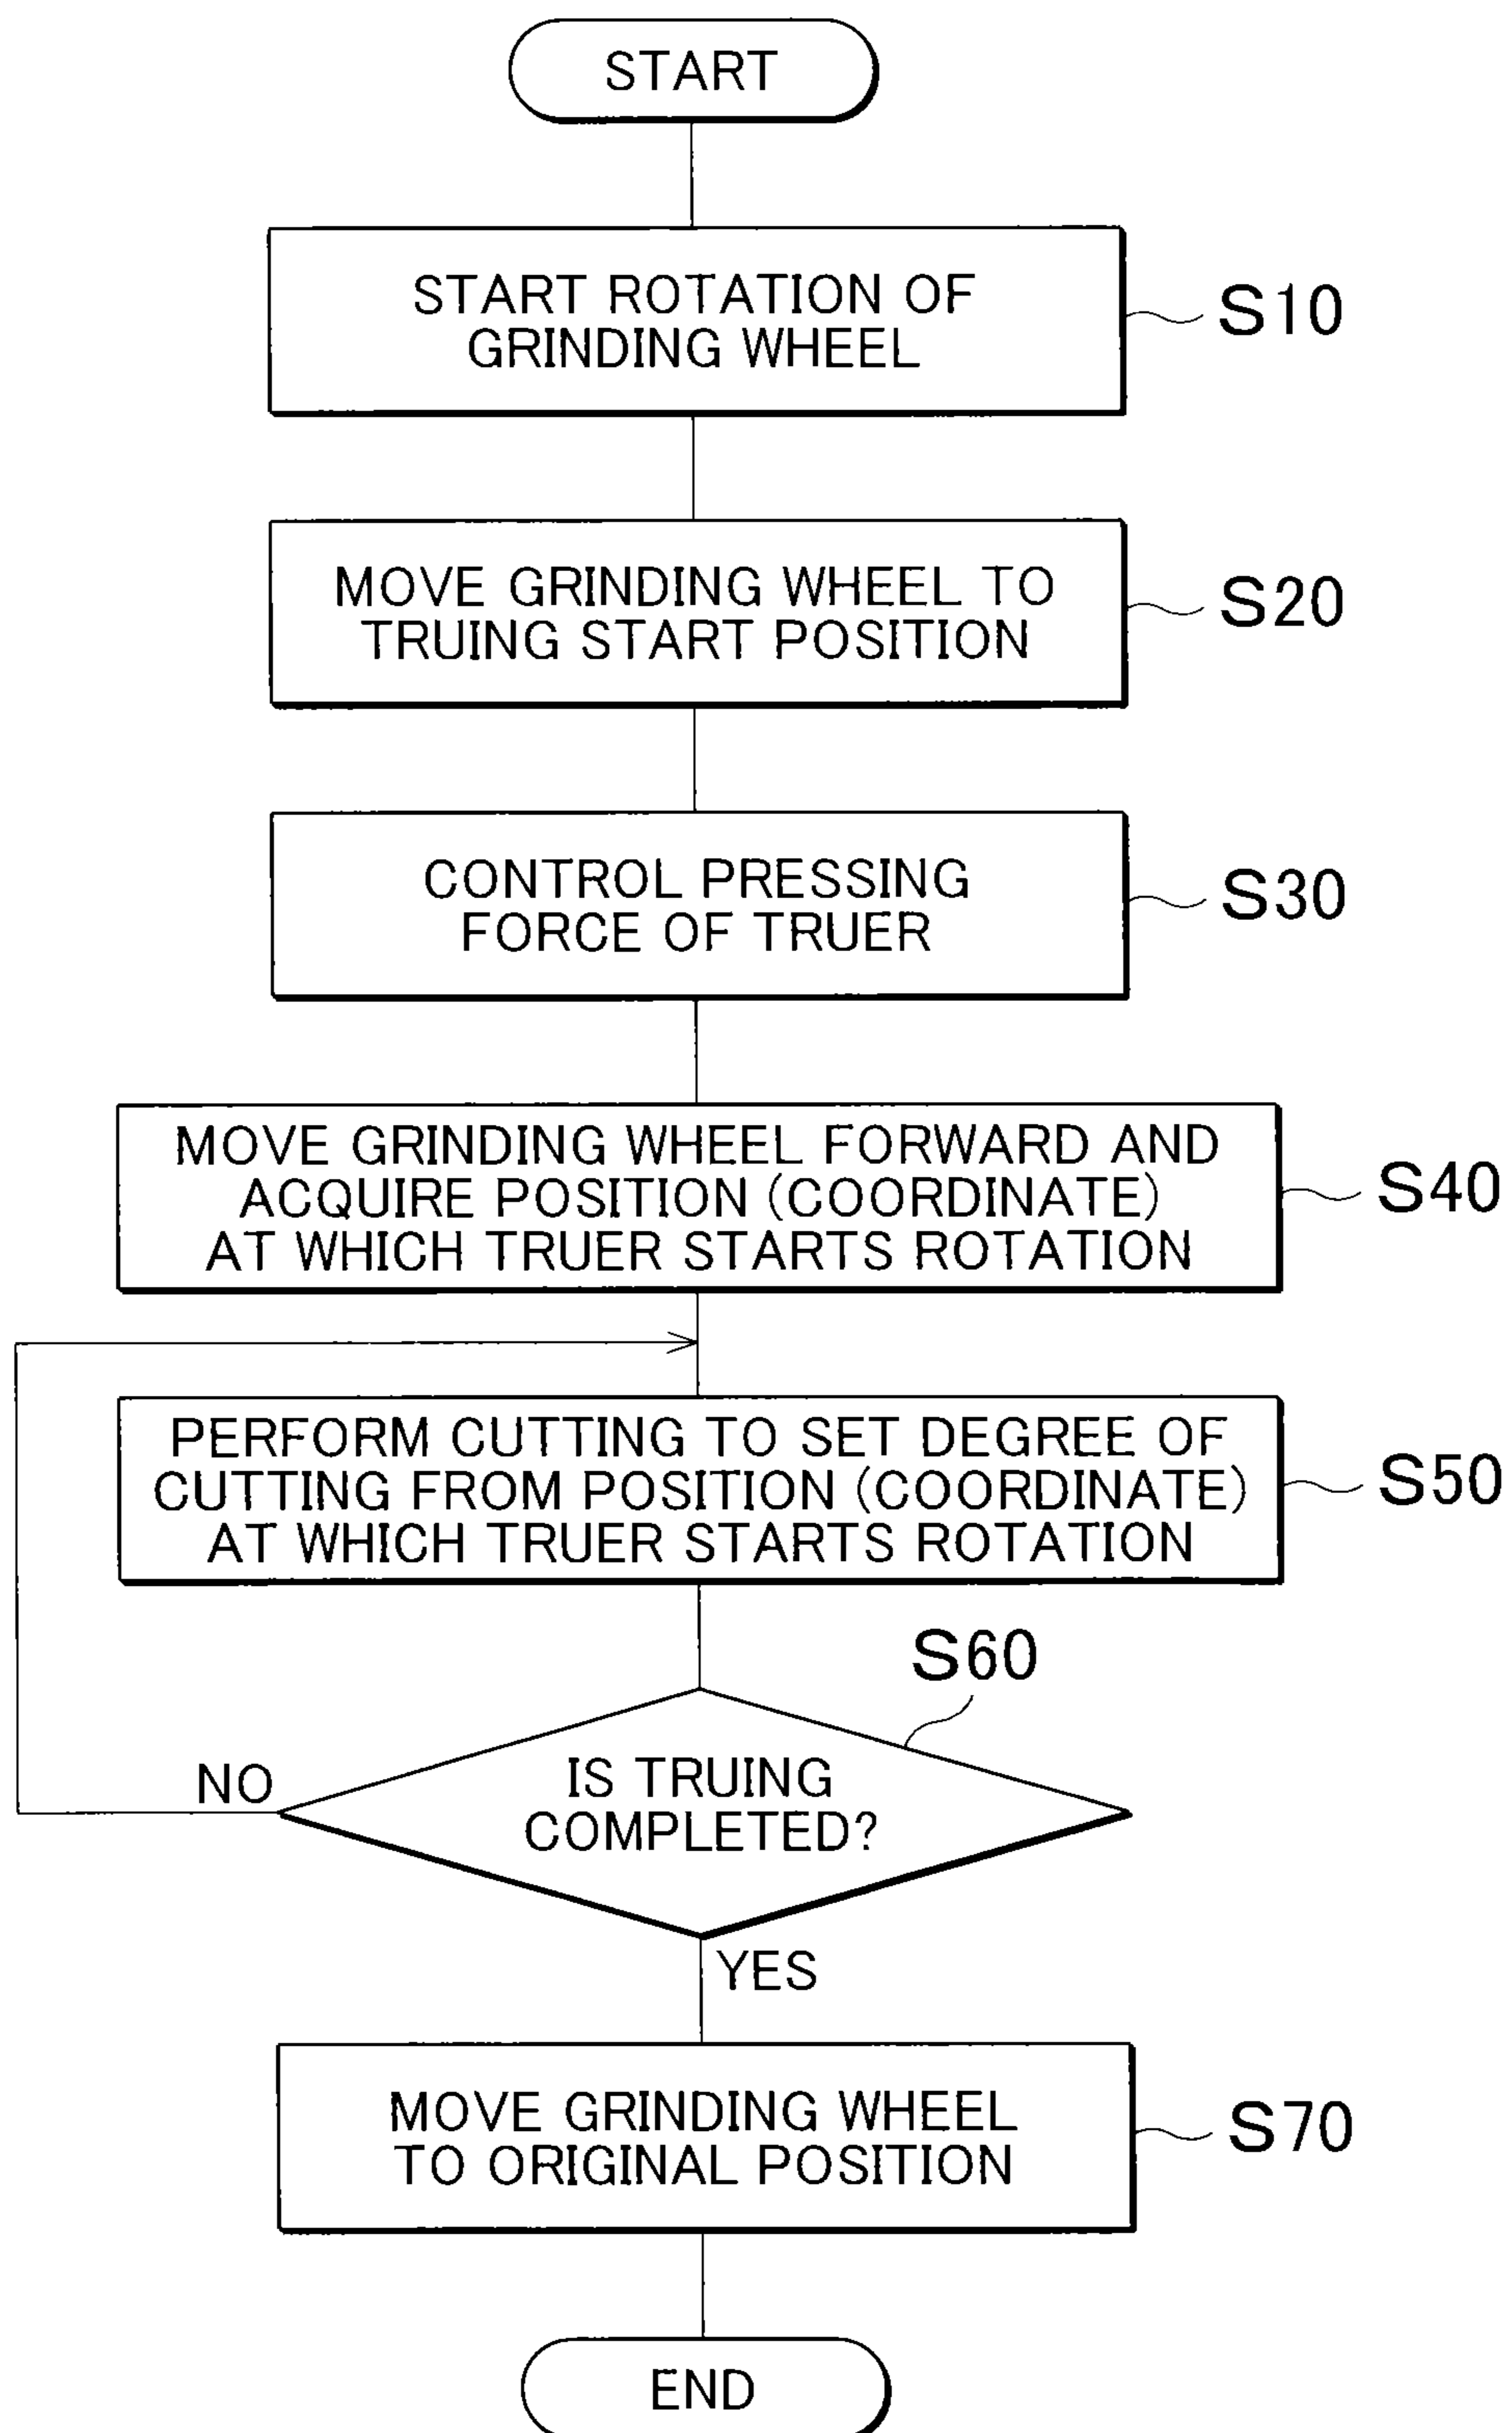 START
START ROTATION OF
GRINDING WHEEL
S10
MOVE GRINDING WHEEL TO
TRUING START POSITION
S20
CONTROL PRESSING
FORCE OF TRUER
S30
MOVE GRINDING WHEEL FORWARD AND
ACQUIRE POSITION (COORDINATE)
AT WHICH TRUER STARTS ROTATION
S40
PERFORM CUTTING TO SET DEGREE OF
CUTTING FROM POSITION (COORDINATE)
AT WHICH TRUER STARTS ROTATION
S50
S60
IS TRUING
COMPLETED?
NO
YES
MOVE GRINDING WHEEL
TO ORIGINAL POSITION
S70
END